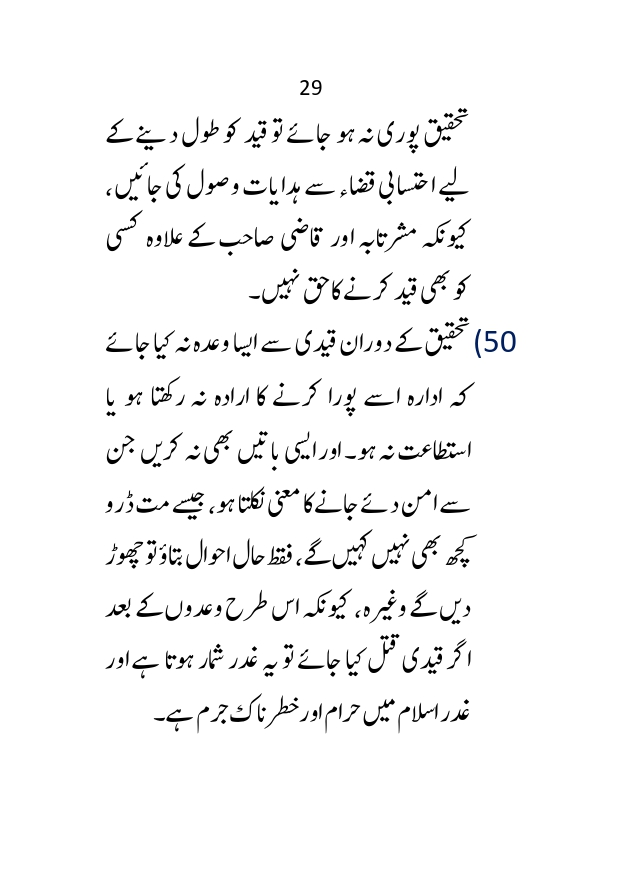 29
تحقیق پوری نہ ہو جائے تو قید کو طول دینے کے
لیے احتسابی قضاء سے ہدایات وصول کی جائیں،
کیونکہ مشرتابہ اور قاضی صاحب کے علاوہ کسی
کو بھی قید کرنے کا حق نہیں۔
50) تحقیق کے دوران قیدی سے ایسا وعدہ نہ کیا جائے
کہ ادارہ اسے پورا کرنے کا ارادہ نہ رکھتا ہو یا
استطاعت نہ ہو۔ اور ایسی باتیں بھی نہ کریں جن
سے امن دئے جانے کا معنی نکلتا ہو، جیسے مت ڈرو
کچھ بھی نہیں کہیں گے، فقط حال احوال بتاؤ تو چھوڑ
دیں گے وغیرہ، کیونکہ اس طرح وعدوں کے بعد
اگر قیدی قتل کیا جائے تو یہ غدر شمار ہوتا ہے اور
غدر اسلام میں حرام اور خطرناک جرم ہے۔